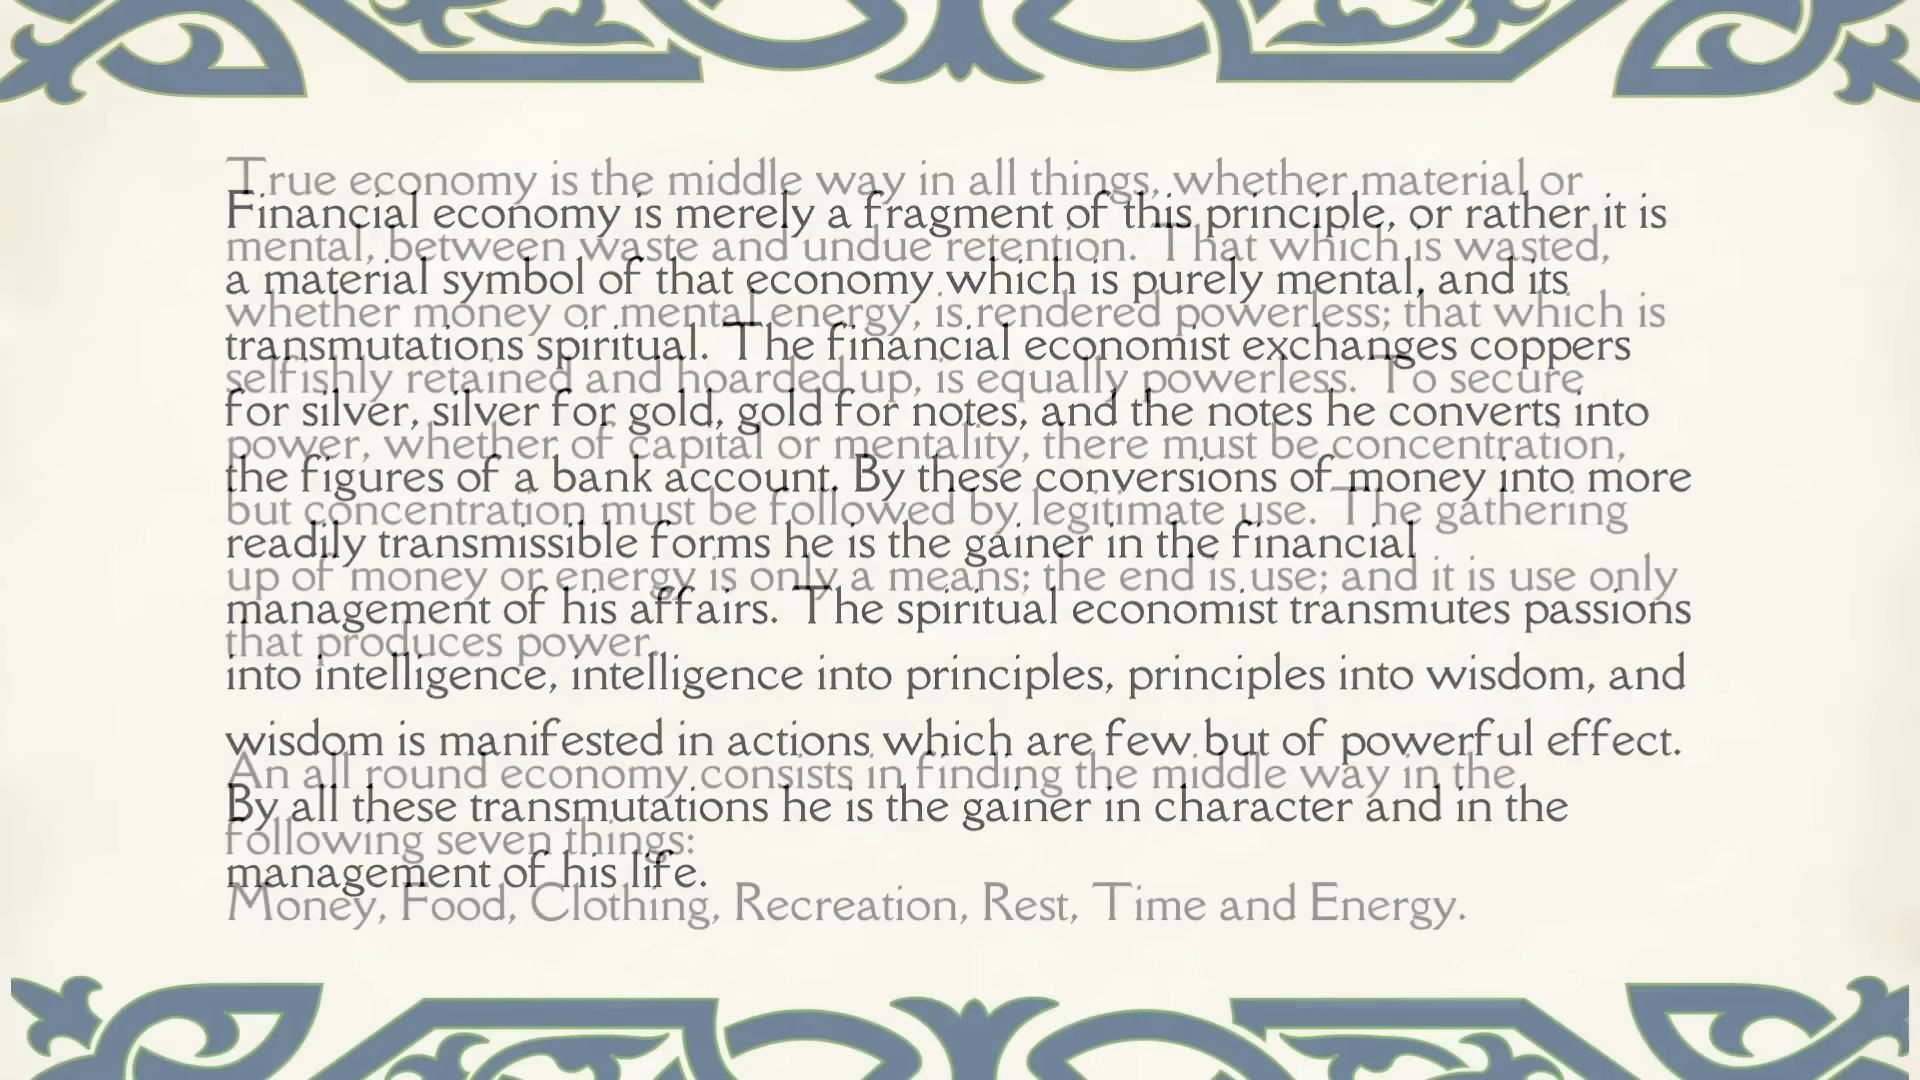 Financial economy is merely a fragment of this principle, or rather it is
a material symbol of that economy which is purely mental, and its
transmutations spiritual. The financial economist exchanges coppers
for silver, silver for gold, gold for notes, and the notes he converts into
the figures of a bank account. By these conversions of money into more
readily transmissible forms he is the gainer in the financial
management of his affairs. The spiritual economist transmutes passions
into intelligence, intelligence into principles, principles into wisdom, and
wisdom is manifested in actions which are few but of powerful effect.
By all these transmutations he is the gainer in character and in the
management of his life.
True economy is the middle way in all things, whether material or
mental, between waste and undue retention. That which is wasted,
whether money or mental energy, is rendered powerless; that which is
selfishly retained and hoarded up, is equally powerless. To secure
power, whether of capital or mentality, there must be concentration,
but concentration must be followed by legitimate use. The gathering
up of money or energy is only a means; the end is use; and it is use only
that produces power.
An all round economy consists in finding the middle way in the
following seven things:
Money, Food, Clothing, Recreation, Rest, Time and Energy.